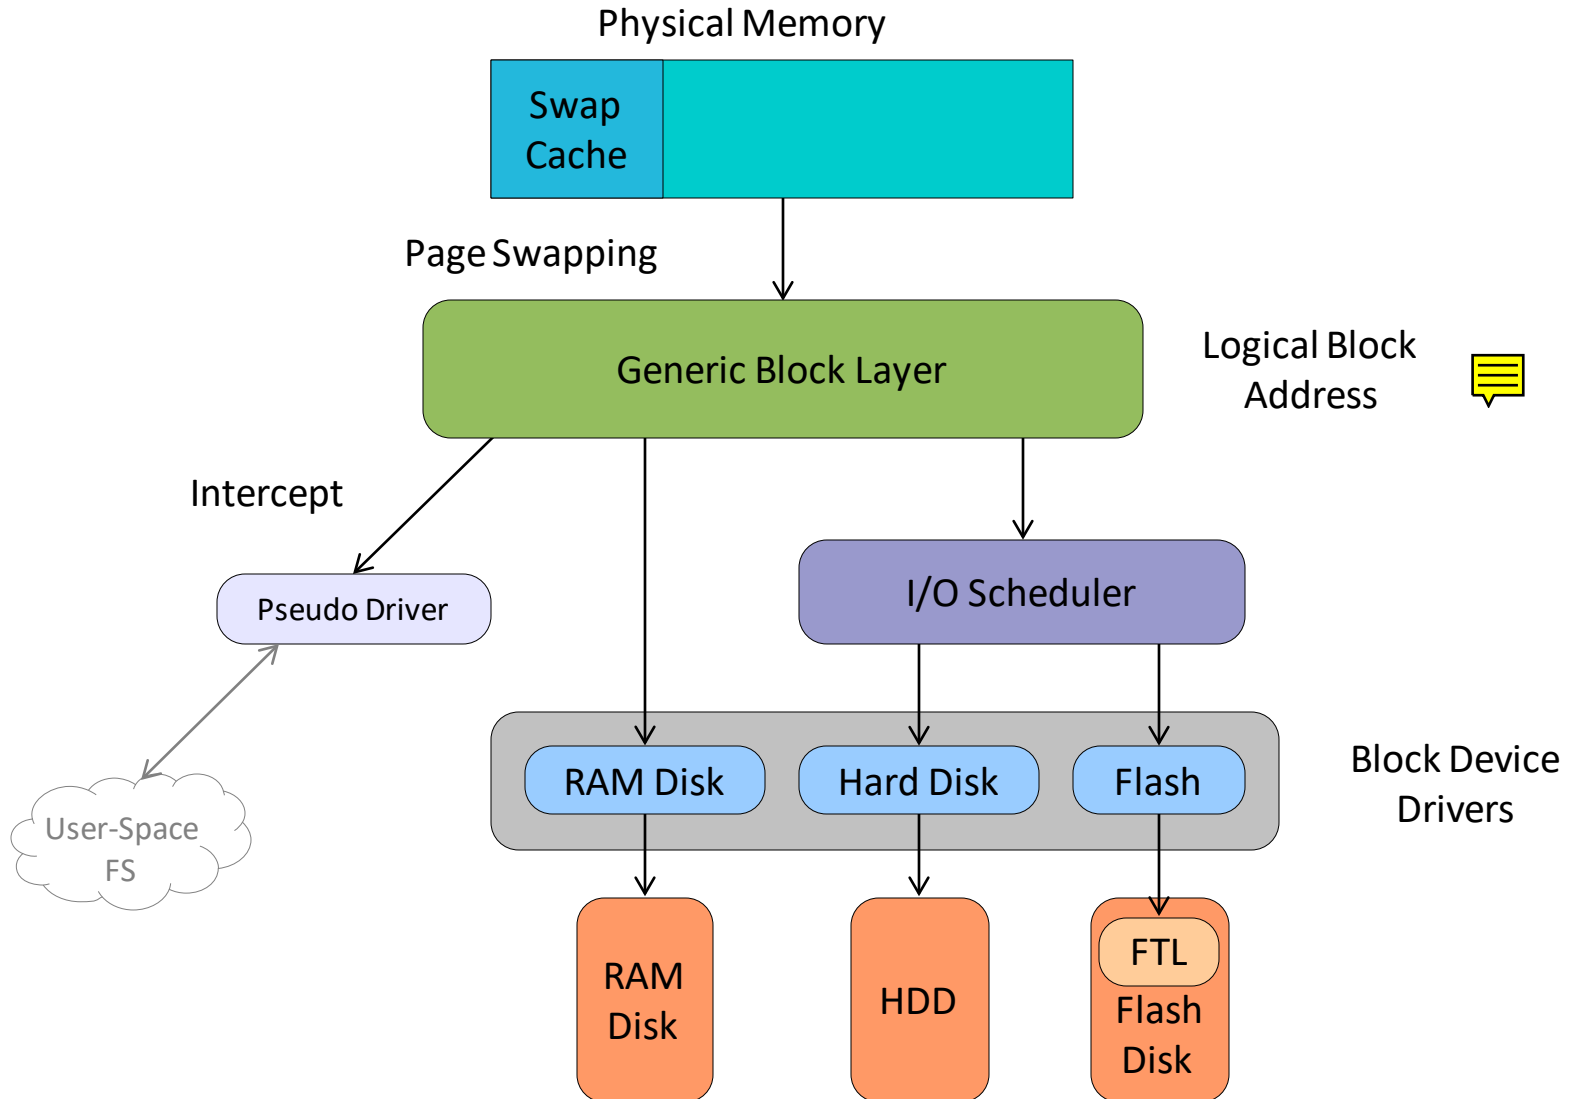 Physical Memory
Swap
Cache
Page Swapping
Generic Block Layer
Logical Block
Address
Intercept
I/O Scheduler
Pseudo Driver
RAM Disk
Hard Disk
Flash
Block Device
Drivers
User-Space
FS
RAM
Disk
HDD
FTL
Flash
Disk